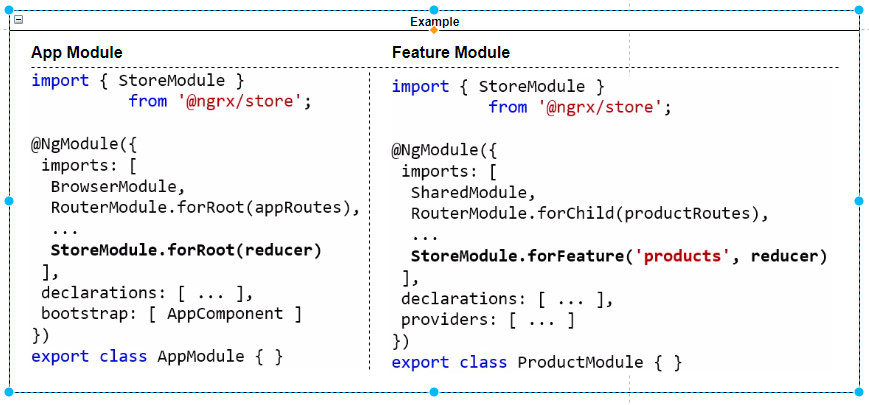 Example
App Module
import { StoreModule }
from '@ngrx/store';
@NgModule({
imports: [
BrowserModule,
RouterModule.forRoot(appRoutes),
...
StoreModule.forRoot(reducer)
],
declarations: [ ... ],
bootstrap: [ AppComponent ]
})
export class AppModule { }
Feature Module
import { StoreModule }
from '@ngrx/store';
@NgModule({
imports: [
SharedModule,
RouterModule.forChild(productRoutes),
...
StoreModule.forFeature('products', reducer)
],
declarations: [ ... ],
providers: [ ... ]
})
export class ProductModule { }